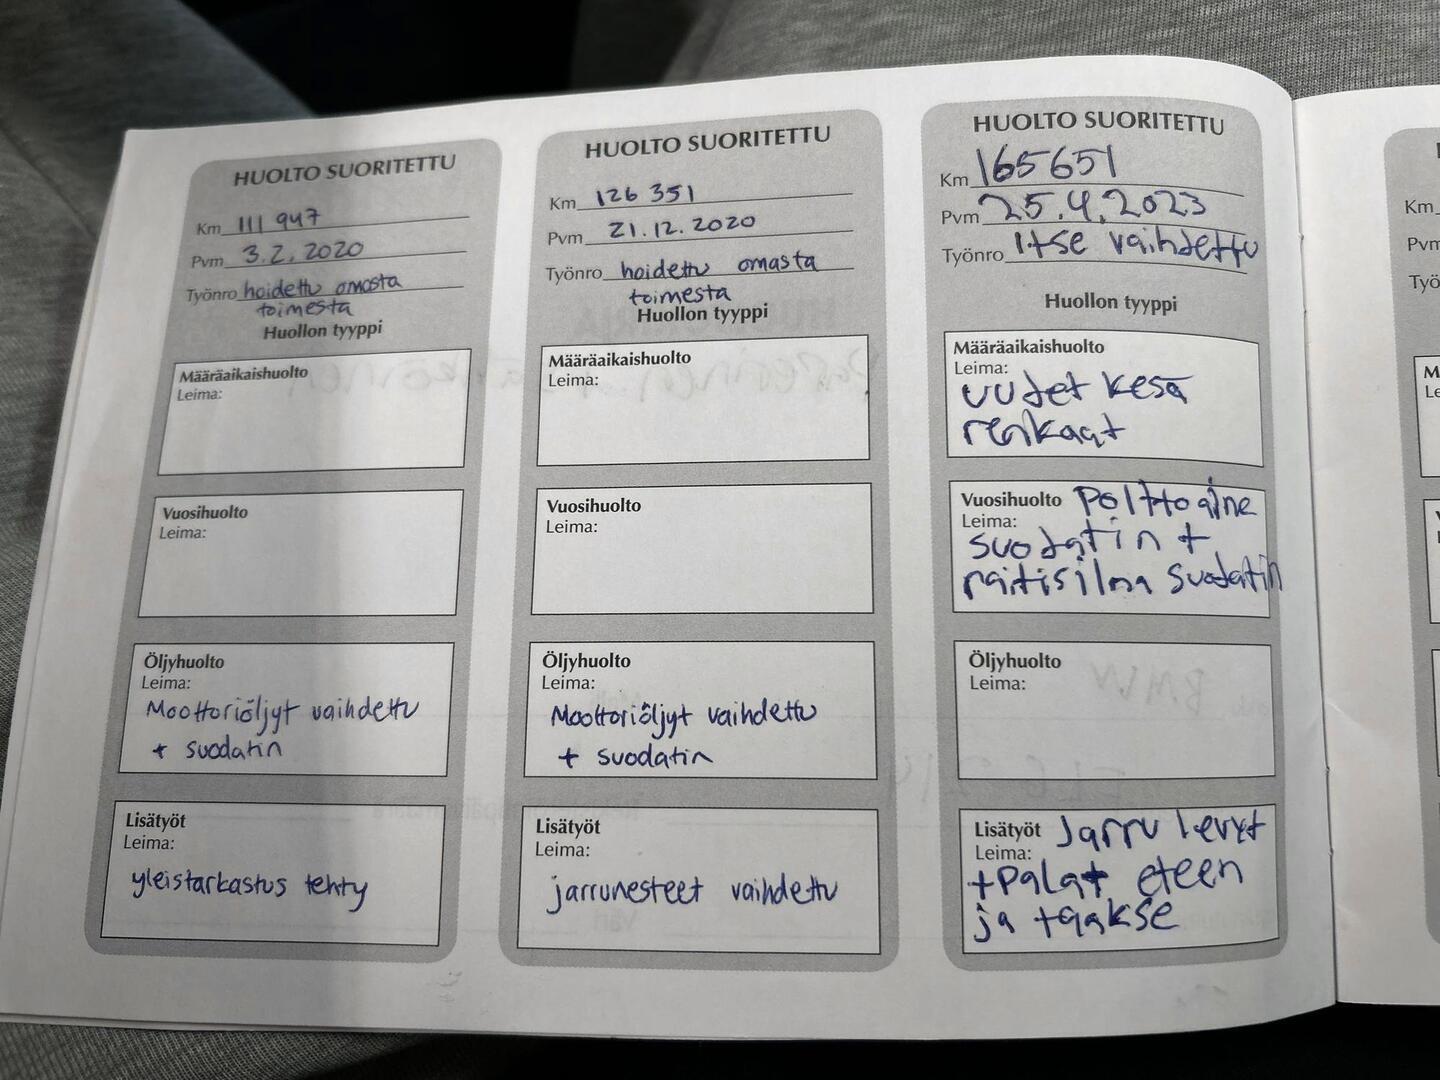 HUOLTO SUORITETTU
Km 111 947
Pvm 3.2.2020
Työnro hoidettu omasta
toimesta
Huollon tyyppi
Määräaikaishuolto
Leima:
Vuosihuolto
Leima:
Öljyhuolto
Leima:
Moottoriöljyt vaihdettu
+ suodatin
Lisätyöt
Leima:
yleistarkastus tehty
HUOLTO SUORITETTU
Km 126 351
Pvm 21.12.2020
Työnro hoidettu omasta
toimesta
Huollon tyyppi
Määräaikaishuolto
Leima:
Vuosihuolto
Leima:
Öljyhuolto
Leima:
Moottoriöljyt vaihdettu
+ suodatin
Lisätyöt
Leima:
jarrunesteet vaihdettu
HUOLTO SUORITETTU
Km 165651
Pvm 25.4.2023
Työnro itse vaihdettu
Huollon tyyppi
Määräaikaishuolto
Leima:
uudet kesä
renkaat
Vuosihuolto Polttoaine
Leima: suodatin +
raitisilma suodatin
Öljyhuolto
Leima:
Lisätyöt Jarru levyt
Leima: +palat eteen
ja taakse
Km